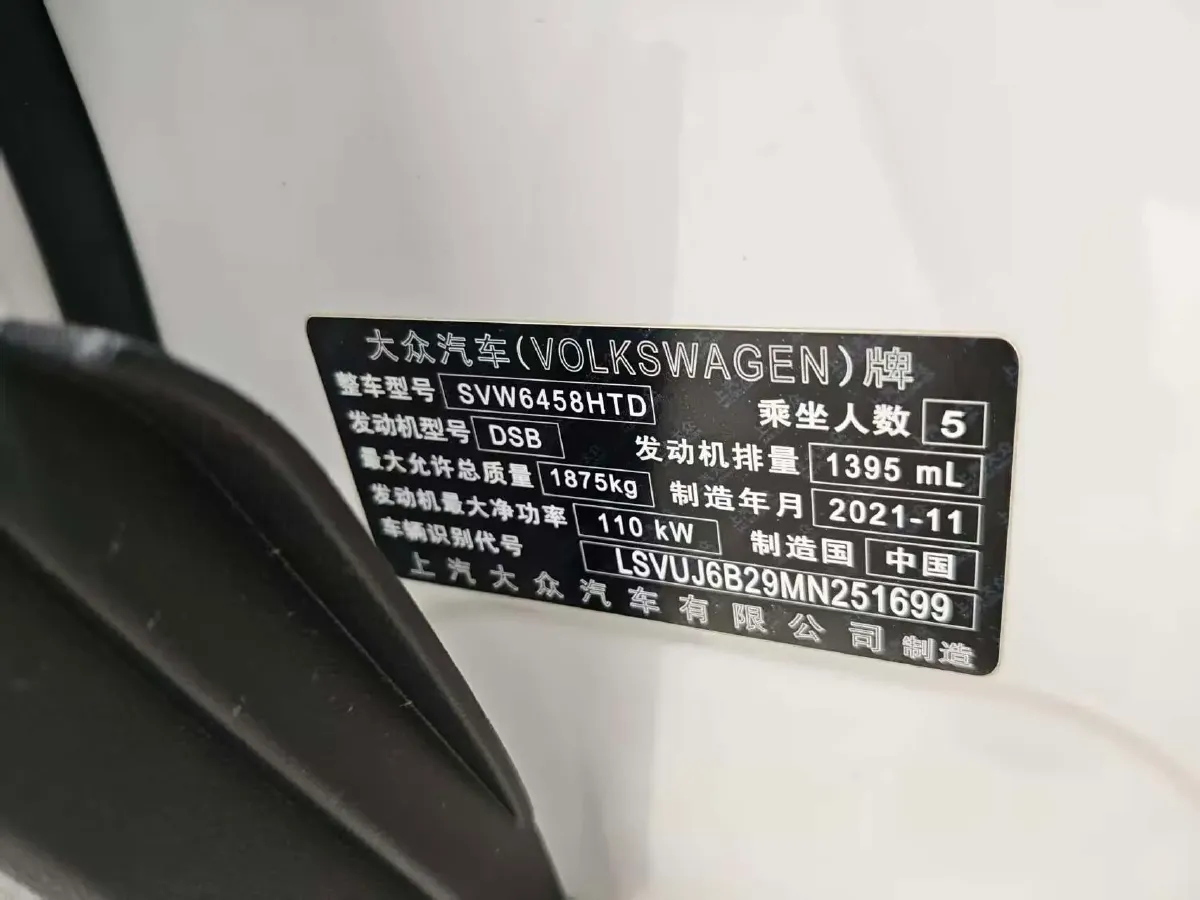 大众汽车(VOLKSWAGEN)牌
整车型号 SVW6458HTD 乘坐人数 5
发动机型号 DSB 发动机排量 1395 mL
最大允许总质量 1875kg 制造年月 2021-11
发动机最大净功率 110 kW 制造国 中国
车辆识别代号 LSVUJ6B29MN251699
上汽大众汽车有限公司制造